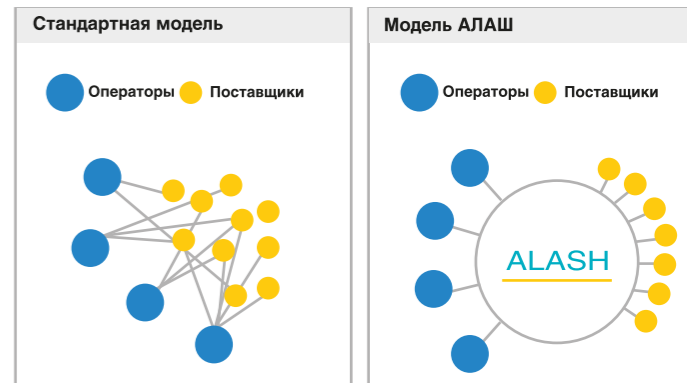 Стандартная модель
Операторы Поставщики
Модель АЛАШ
Операторы Поставщики
ALASH